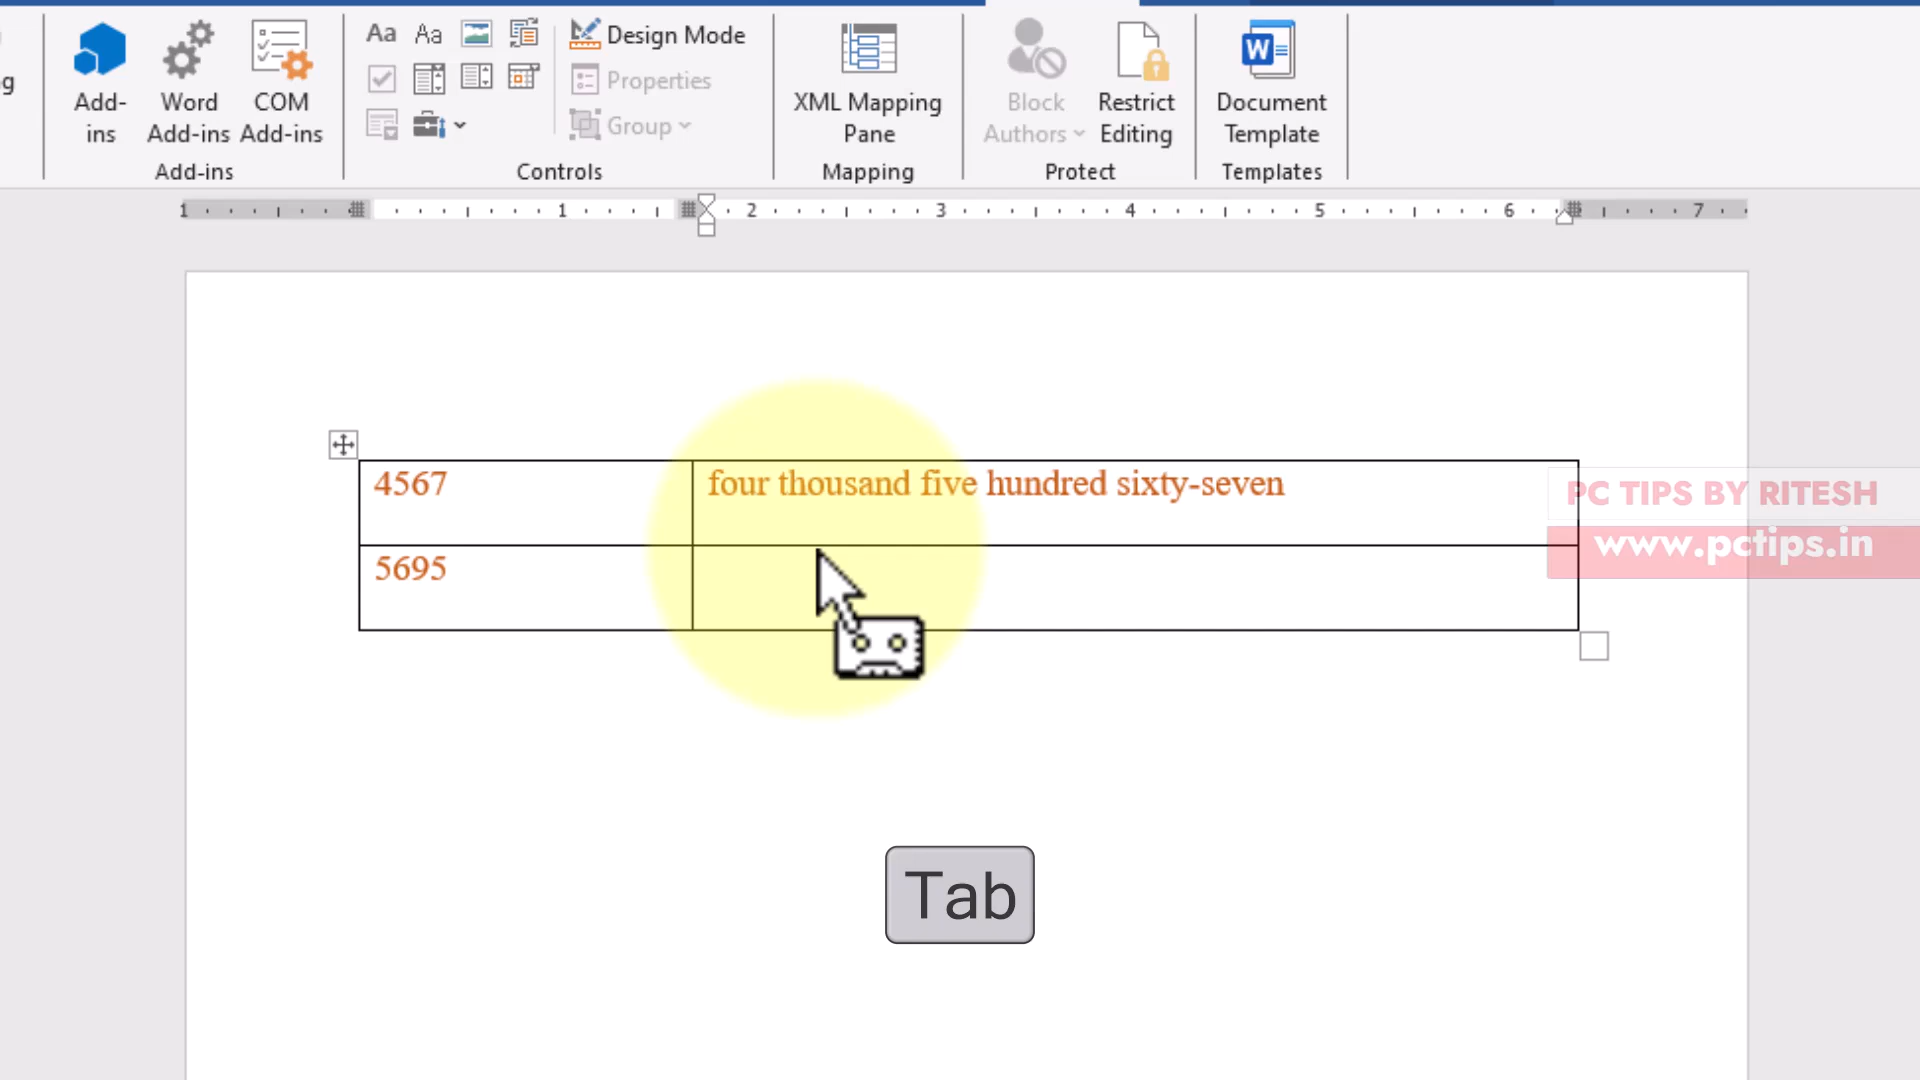 g
Add-
ins
Word
Add-ins
COM
Add-ins
Add-ins
Aa Aa
Design Mode
Properties
Group
Controls
XML Mapping
Pane
Mapping
Block
Authors
Restrict
Editing
Protect
Document
Template
Templates
1 1 2 3 4 5 6 7
4567 four thousand five hundred sixty-seven
5695
PC TIPS BY RITESH
www.pctips.in
Tab